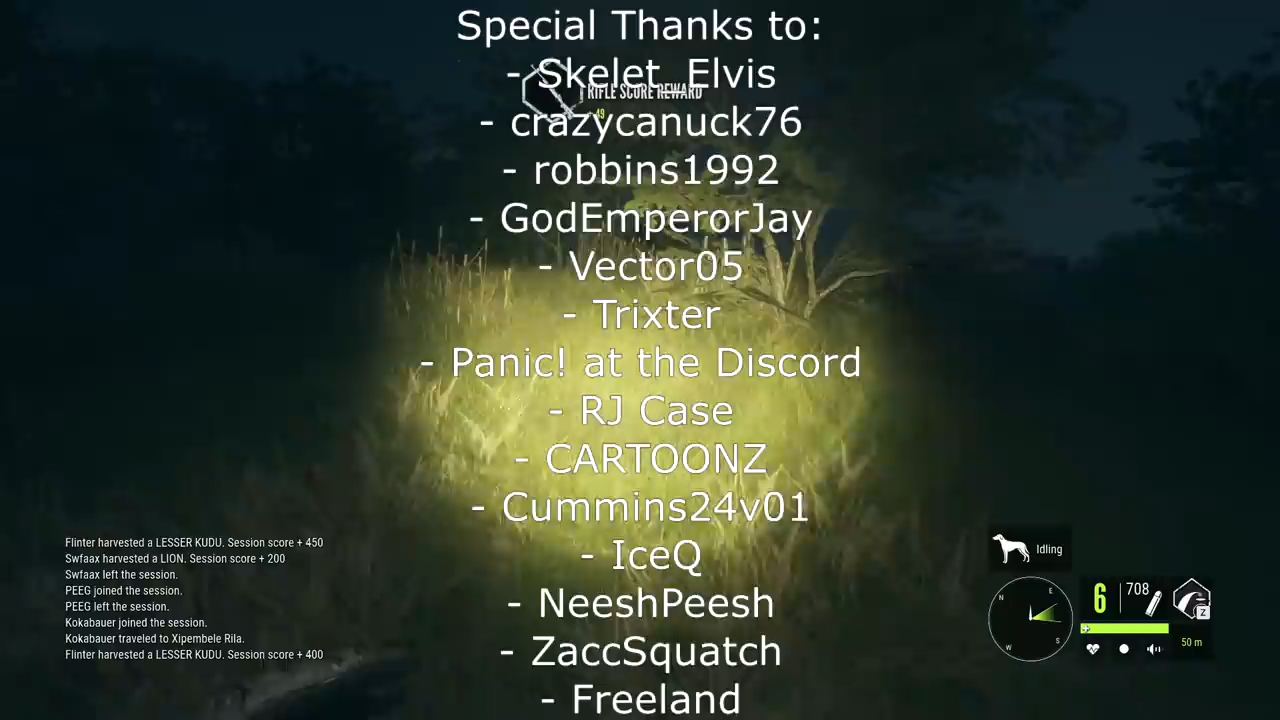 Special Thanks to:
- Skelet_Elvis
RIFLE SCORE REWARD
+ 49
- crazycanuck76
- robbins1992
- GodEmperorJay
- Vector05
- Trixter
- Panic! at the Discord
- RJ Case
- CARTOONZ
- Cummins24v01
- IceQ
- NeeshPeesh
- ZaccSquatch
- Freeland
Flinter harvested a LESSER KUDU. Session score + 450
Swfaax harvested a LION. Session score + 200
Swfaax left the session.
PEEG joined the session.
PEEG left the session.
Kokabauer joined the session.
Kokabauer traveled to Xipembele Rila.
Flinter harvested a LESSER KUDU. Session score + 400
Idling
N E
W S
6 708
Z
50 m